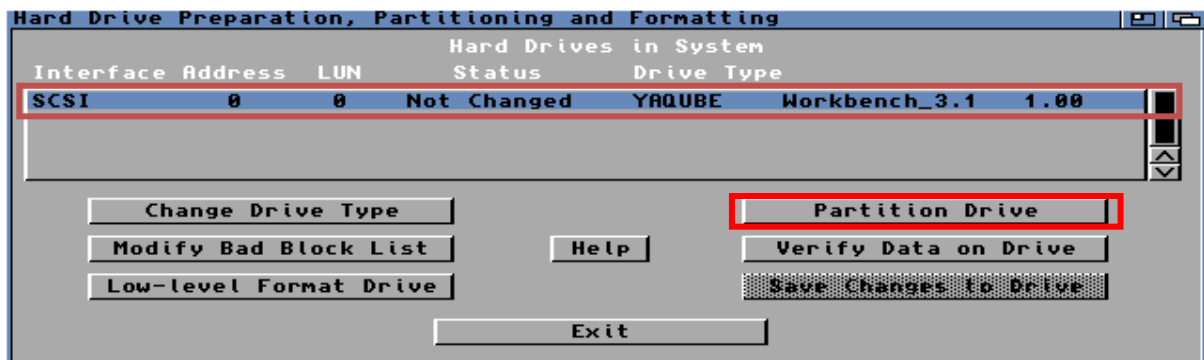 Hard Drive Preparation, Partitioning and Formatting
Hard Drives in System
Interface Address LUN Status Drive Type
SCSI 0 0 Not Changed YAQUBE Workbench_3.1 1.00
Change Drive Type Partition Drive
Modify Bad Block List Help Verify Data on Drive
Low-level Format Drive Save Changes to Drive
Exit